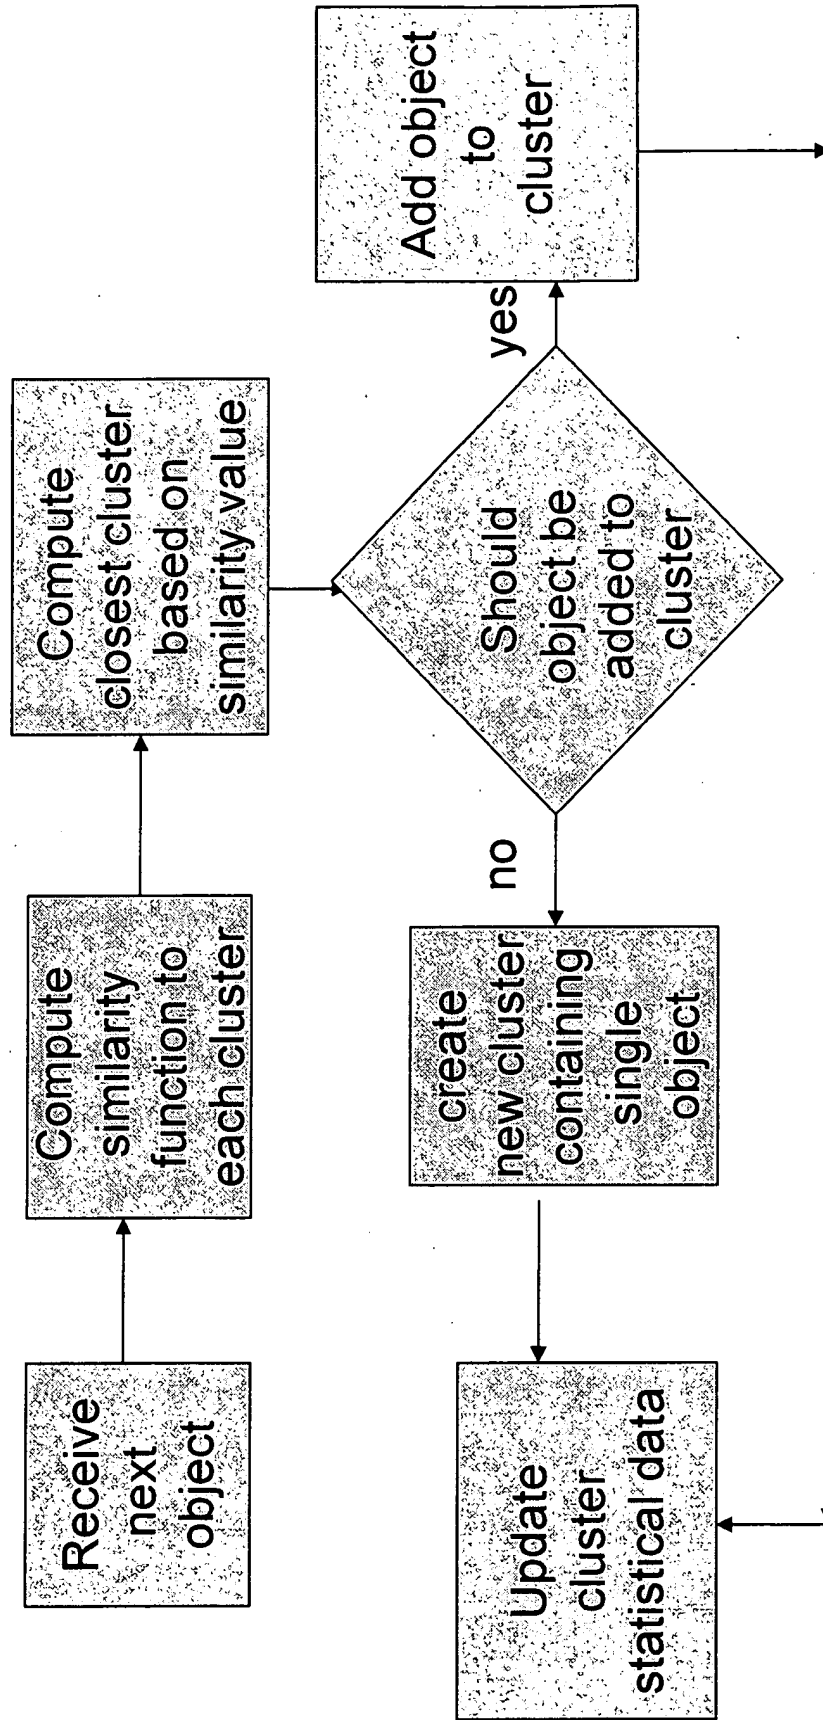 Receive
next
object
Compute
similarity
function to
each cluster
Compute
closest cluster
based on
similarity value
Should
object be
added to
cluster
yes
Add object
to
cluster
no
create
new cluster
containing
single
object
Update
cluster
statistical data